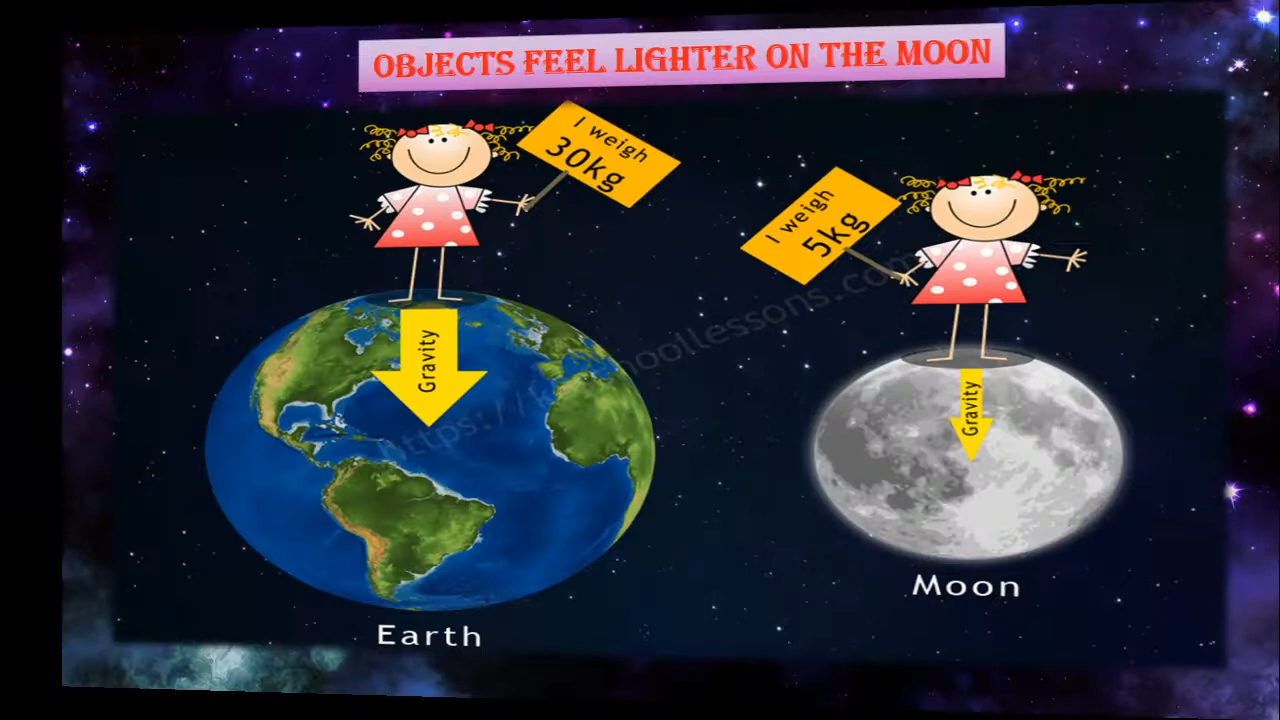 OBJECTS FEEL LIGHTER ON THE MOON
I weigh
30kg
I weigh
5kg
Gravity
Gravity
Earth
Moon